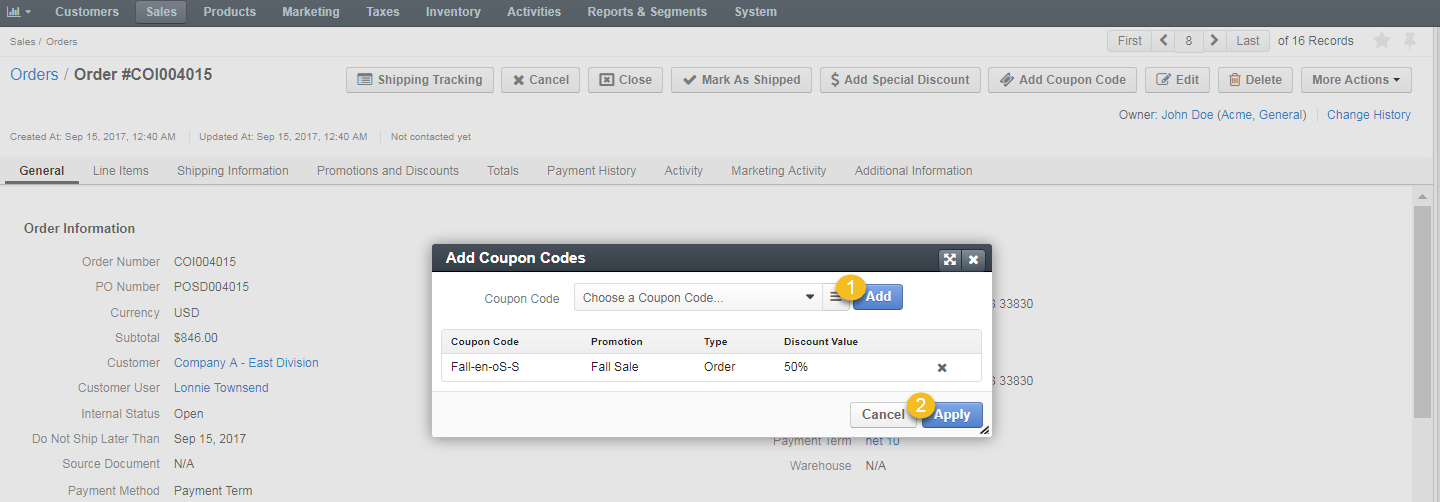 Customers Sales Products Marketing Taxes Inventory Activities Reports & Segments System
Sales / Orders
First 8 Last of 16 Records
Orders / Order #COI004015
Shipping Tracking Cancel Close Mark As Shipped Add Special Discount Add Coupon Code Edit Delete More Actions
Owner: John Doe (Acme, General) Change History
Created At: Sep 15, 2017, 12:40 AM Updated At: Sep 15, 2017, 12:40 AM Not contacted yet
General Line Items Shipping Information Promotions and Discounts Totals Payment History Activity Marketing Activity Additional Information
Order Information
Order Number COI004015
PO Number POSD004015
Currency USD
Subtotal $846.00
Customer Company A - East Division
Customer User Lonnie Townsend
Internal Status Open
Do Not Ship Later Than Sep 15, 2017
Source Document N/A
Payment Method Payment Term
Add Coupon Codes
Coupon Code Choose a Coupon Code... 1 Add
Coupon Code Promotion Type Discount Value
Fall-en-oS-S Fall Sale Order 50%
Cancel 2 Apply
33830
33830
Payment Term net 10
Warehouse N/A